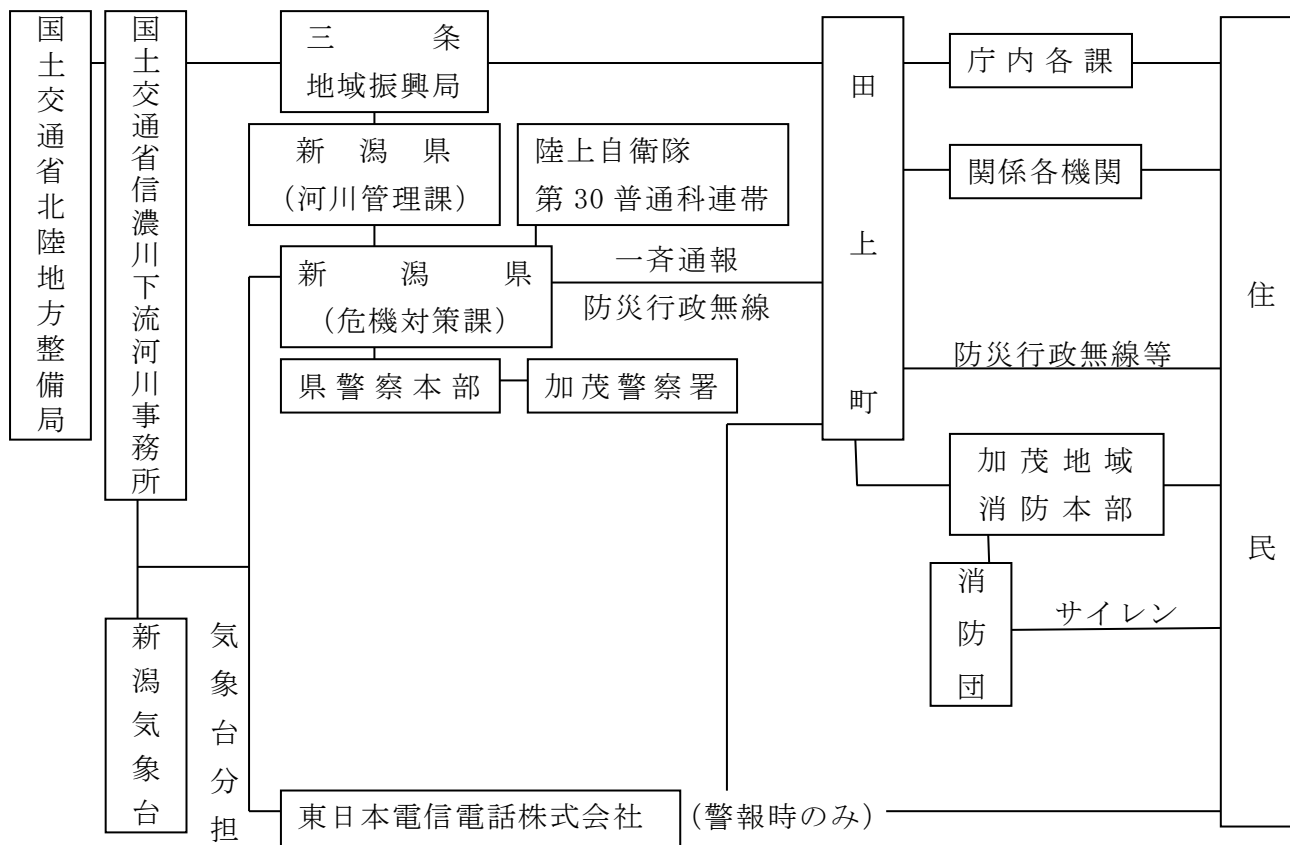 国土交通省北陸地方整備局
国土交通省信濃川下流河川事務所
三条
地域振興局
新潟県
（河川管理課）
陸上自衛隊
第30普通科連帯
新潟県
（危機対策課）
一斉通報
防災行政無線
県警察本部
加茂警察署
田上町
庁内各課
関係各機関
防災行政無線等
加茂地域
消防本部
消防団
サイレン
住民
新潟気象台
気象台分担
東日本電信電話株式会社
（警報時のみ）